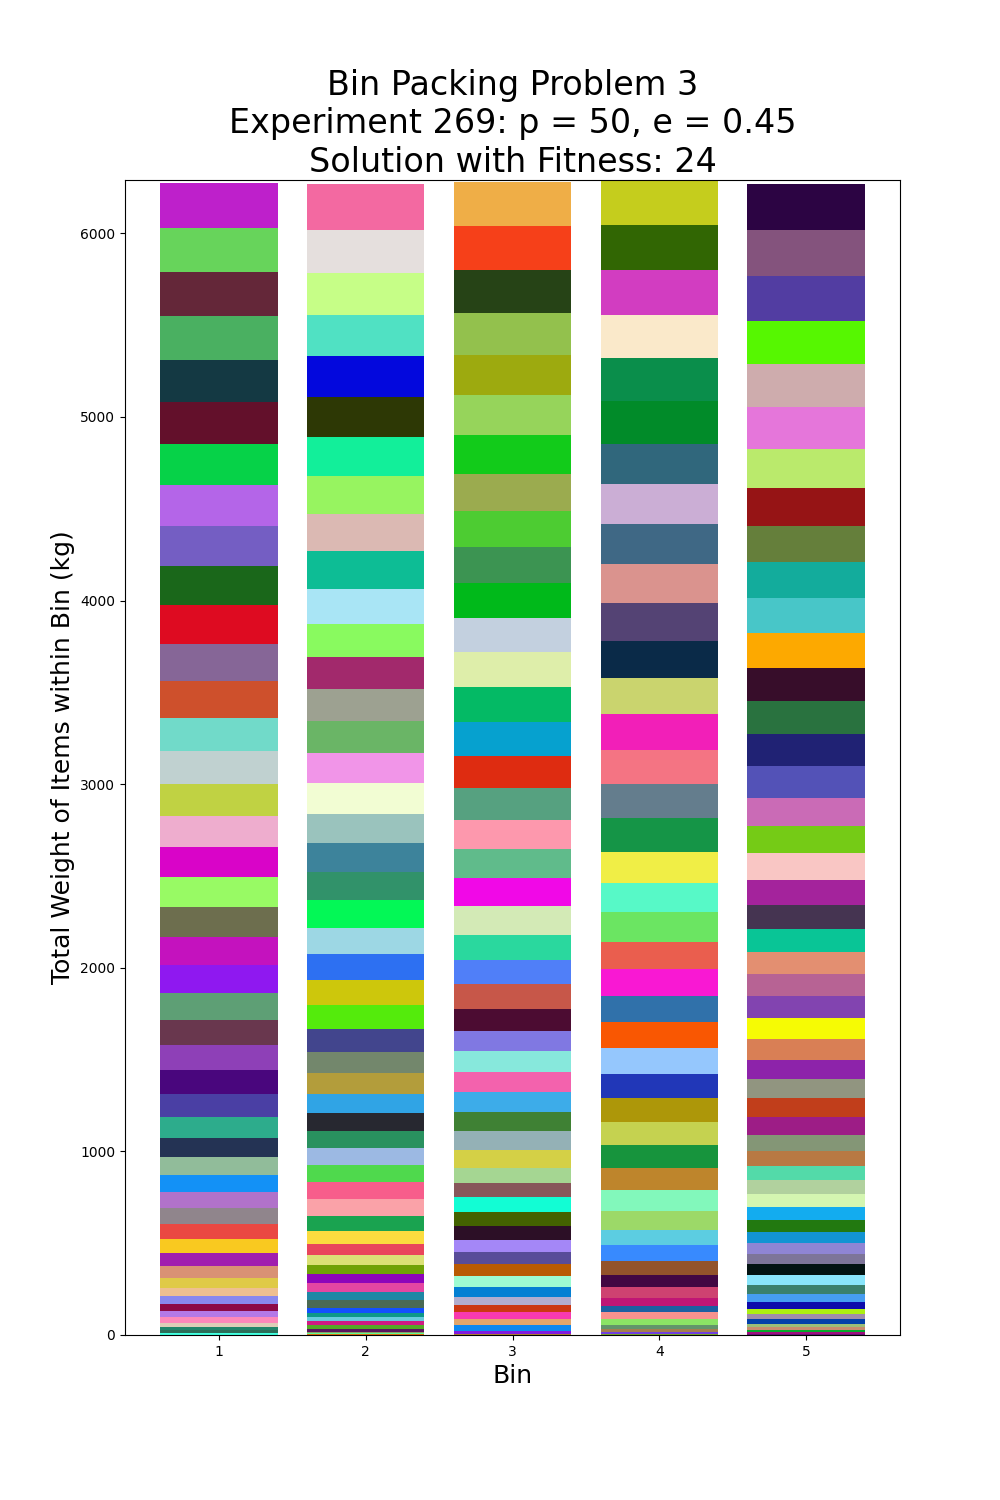 Bin Packing Problem 3
Experiment 269: p = 50, e = 0.45
Solution with Fitness: 24
Total Weight of Items within Bin (kg)
6000
5000
4000
3000
2000
1000
0
1 2 3 4 5
Bin